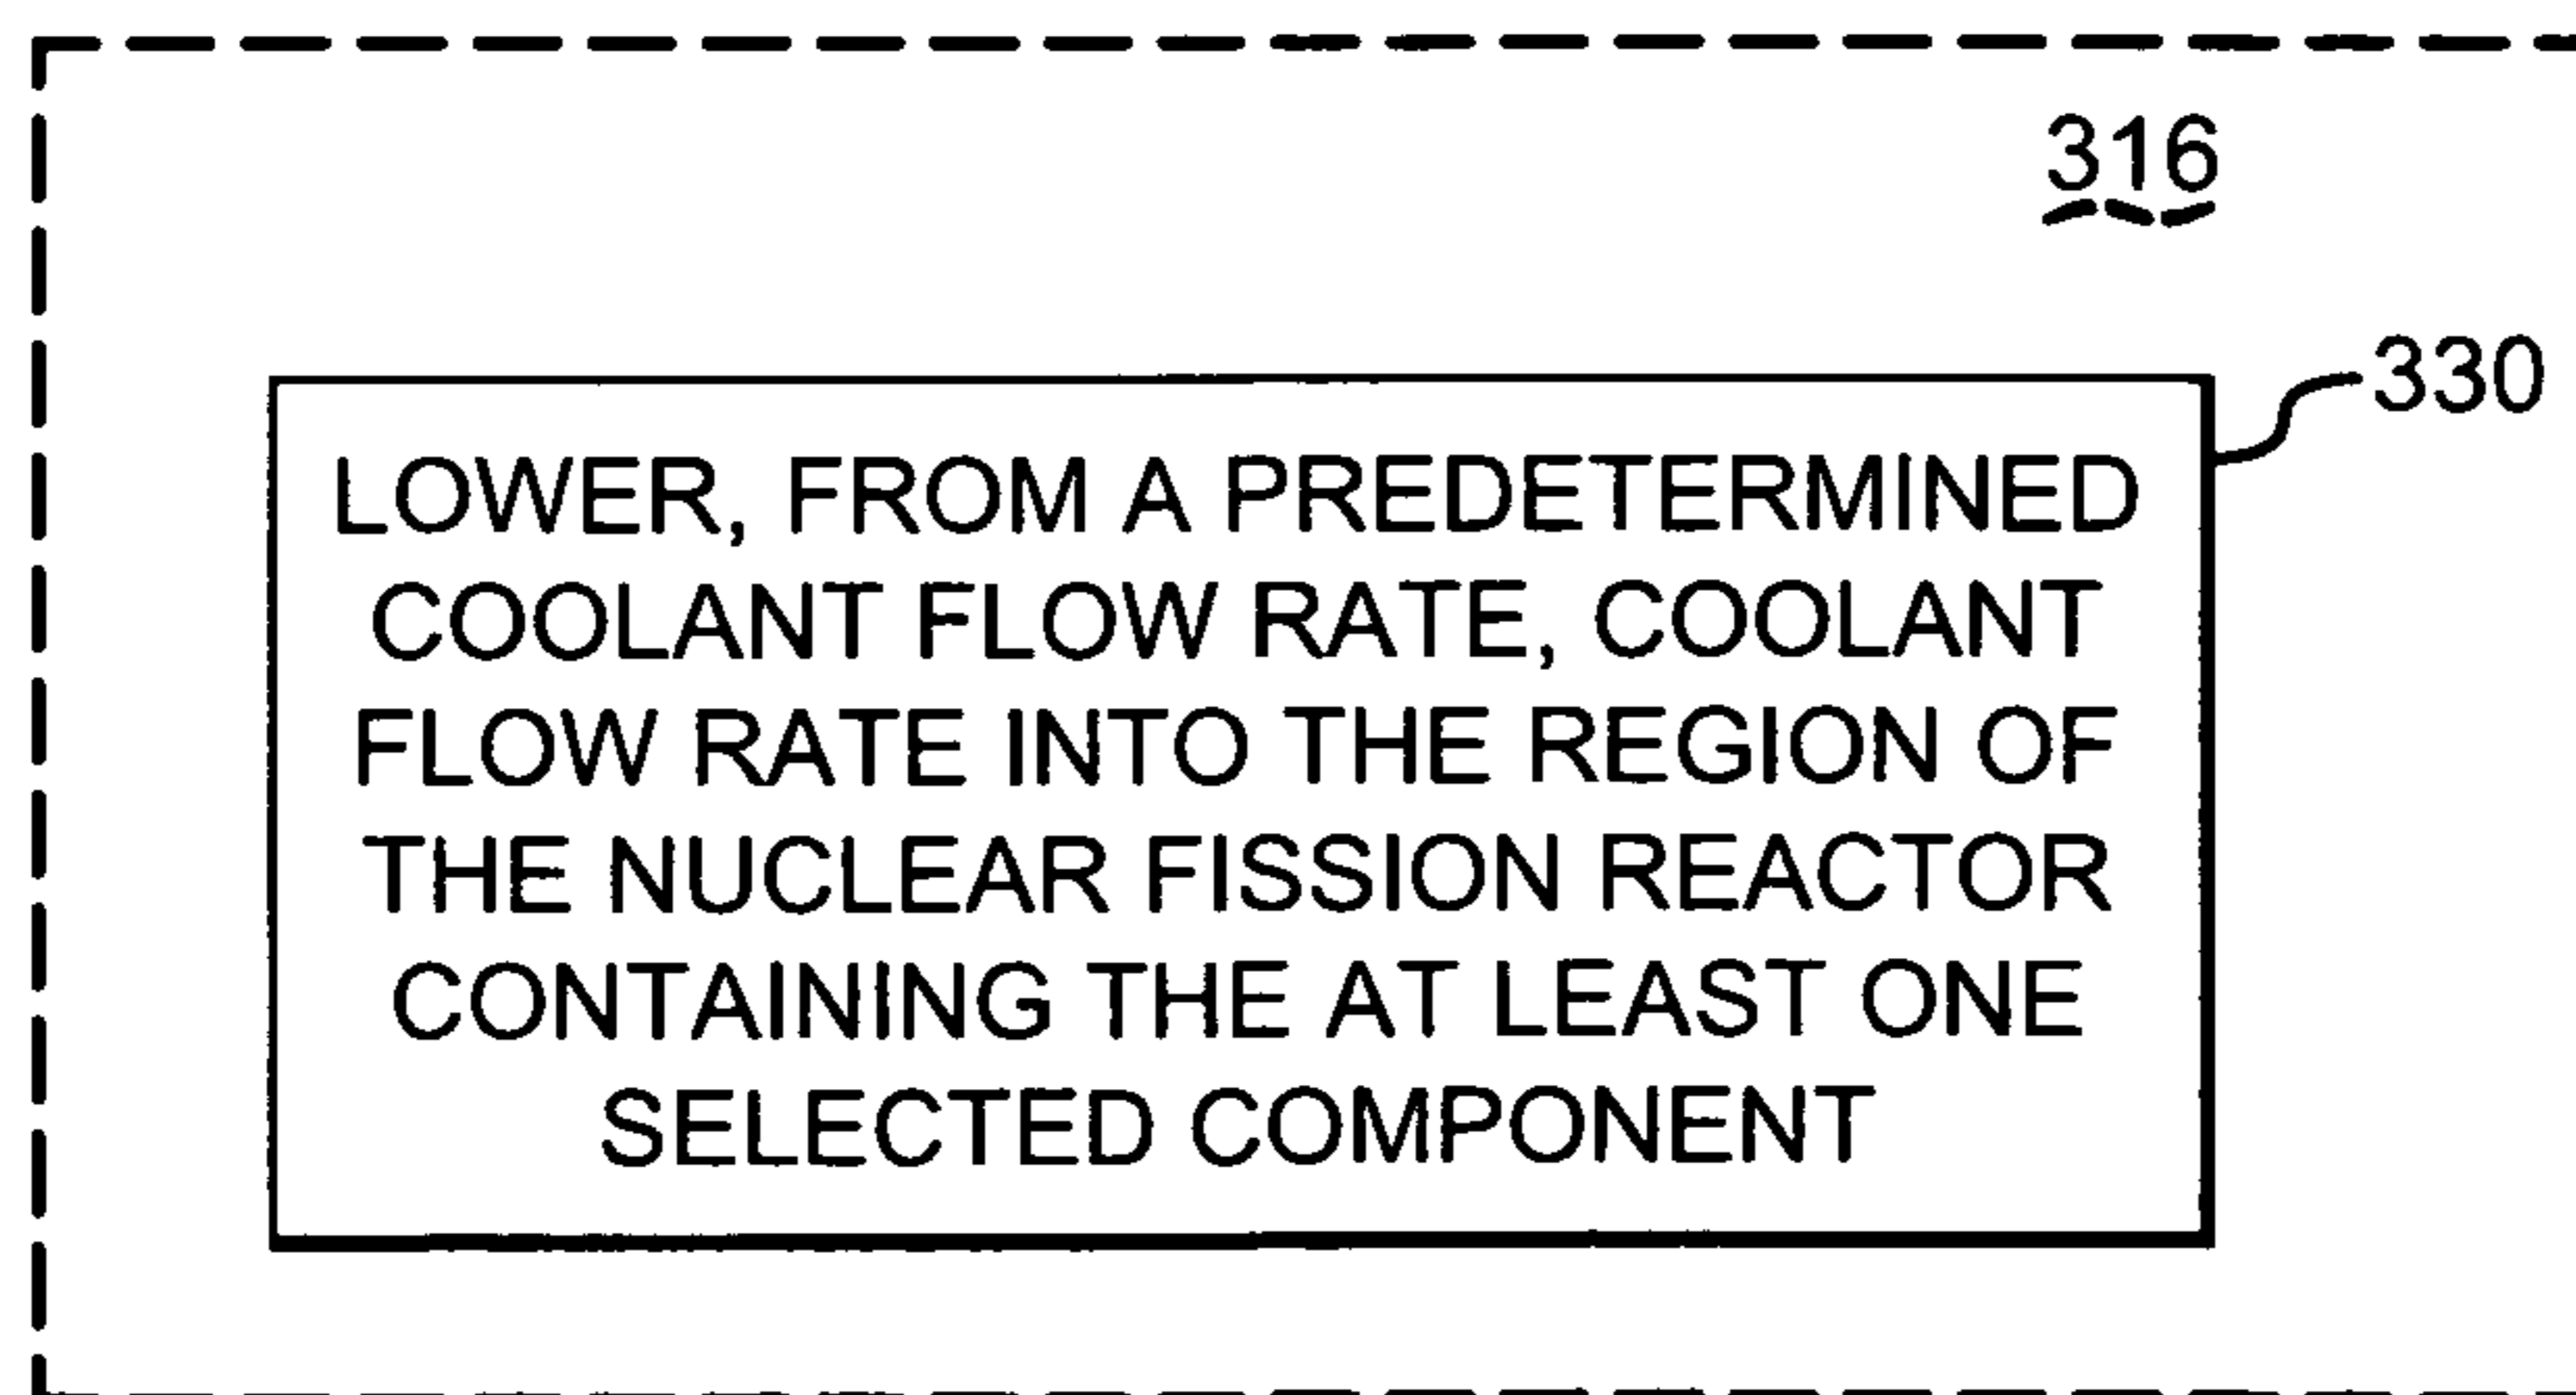 316
330
LOWER, FROM A PREDETERMINED
COOLANT FLOW RATE, COOLANT
FLOW RATE INTO THE REGION OF
THE NUCLEAR FISSION REACTOR
CONTAINING THE AT LEAST ONE
SELECTED COMPONENT